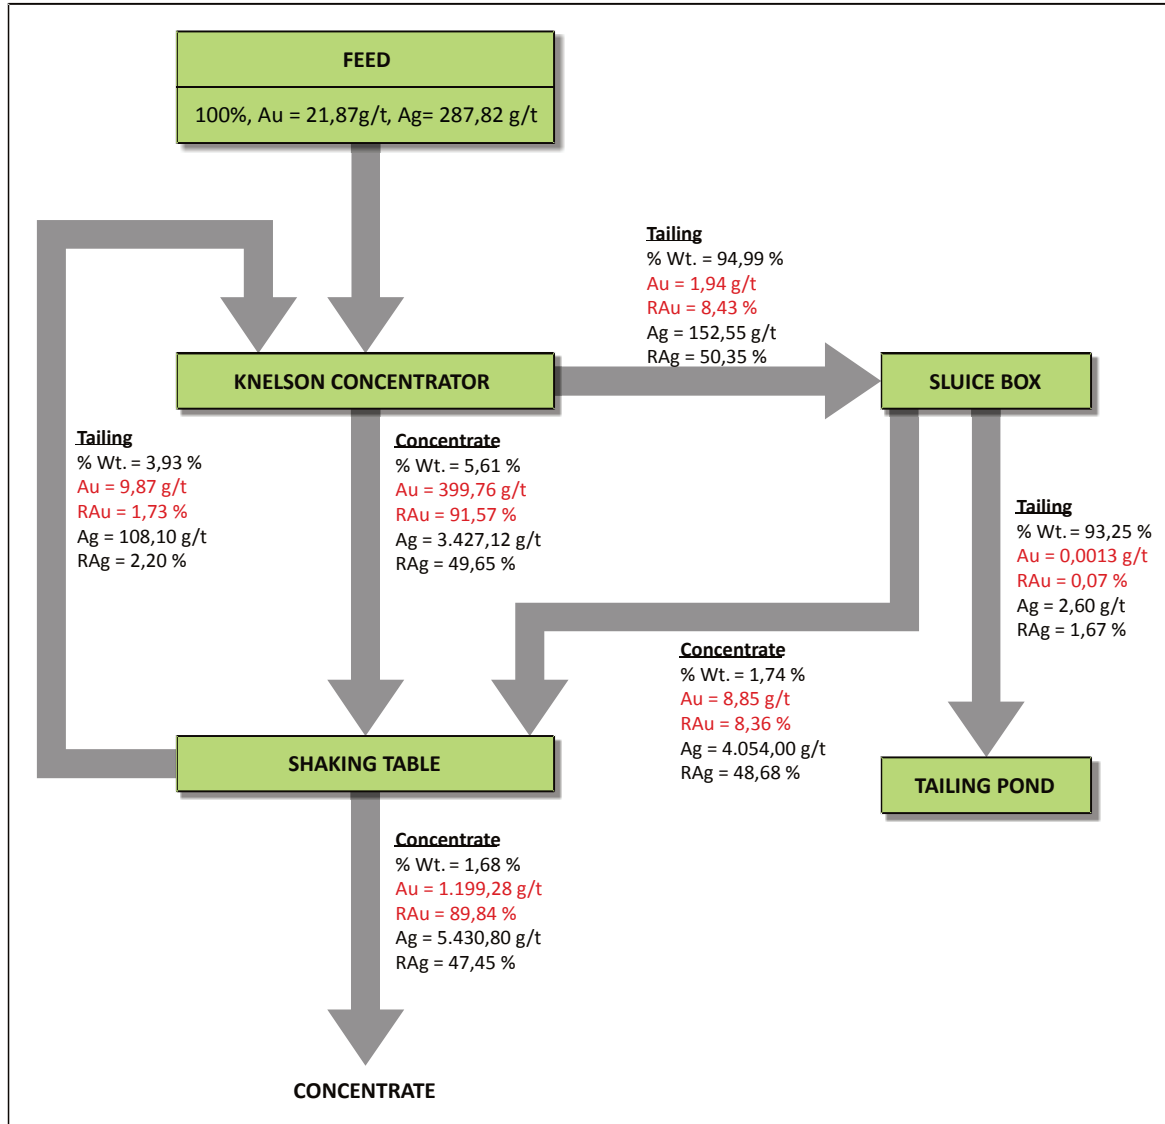 FEED
100%, Au = 21,87g/t, Ag= 287,82 g/t
Tailing
% Wt. = 94,99 %
Au = 1,94 g/t
RAu = 8,43 %
Ag = 152,55 g/t
RAg = 50,35 %
KNELSON CONCENTRATOR
SLUICE BOX
Tailing
% Wt. = 3,93 %
Au = 9,87 g/t
RAu = 1,73 %
Ag = 108,10 g/t
RAg = 2,20 %
Concentrate
% Wt. = 5,61 %
Au = 399,76 g/t
RAu = 91,57 %
Ag = 3.427,12 g/t
RAg = 49,65 %
Tailing
% Wt. = 93,25 %
Au = 0,0013 g/t
RAu = 0,07 %
Ag = 2,60 g/t
RAg = 1,67 %
Concentrate
% Wt. = 1,74 %
Au = 8,85 g/t
RAu = 8,36 %
Ag = 4.054,00 g/t
RAg = 48,68 %
SHAKING TABLE
TAILING POND
Concentrate
% Wt. = 1,68 %
Au = 1.199,28 g/t
RAu = 89,84 %
Ag = 5.430,80 g/t
RAg = 47,45 %
CONCENTRATE